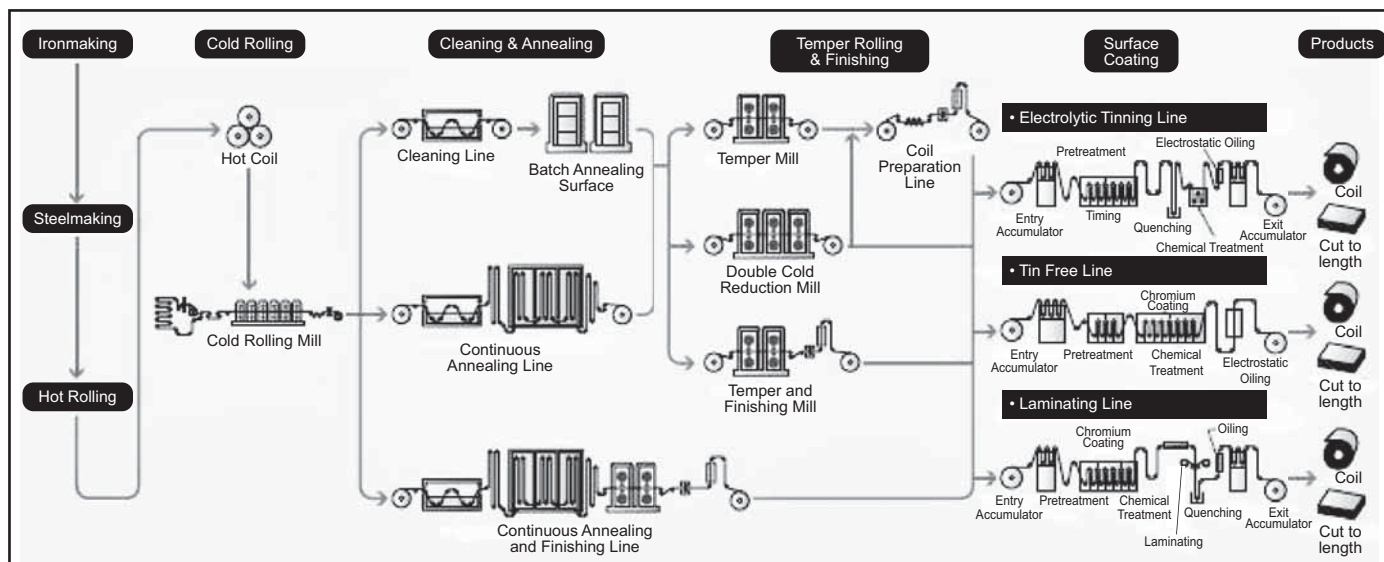 Ironmaking
Cold Rolling
Cleaning & Annealing
Temper Rolling
& Finishing
Surface
Coating
Products
Steelmaking
Hot Rolling
Hot Coil
Cold Rolling Mill
Cleaning Line
Batch Annealing
Surface
Continuous
Annealing Line
Continuous Annealing
and Finishing Line
Temper Mill
Coil
Preparation
Line
Double Cold
Reduction Mill
Temper and
Finishing Mill
• Electrolytic Tinning Line
Electrostatic Oiling
Pretreatment
Entry
Accumulator
Timing
Quenching
Chemical Treatment
Exit
Accumulator
Coil
Cut to
length
• Tin Free Line
Chromium
Coating
Entry
Accumulator
Pretreatment
Chemical
Treatment
Electrostatic
Oiling
Coil
Cut to
length
• Laminating Line
Oiling
Chromium
Coating
Entry
Accumulator
Pretreatment
Chemical
Treatment
Laminating
Quenching
Exit
Accumulator
Coil
Cut to
length